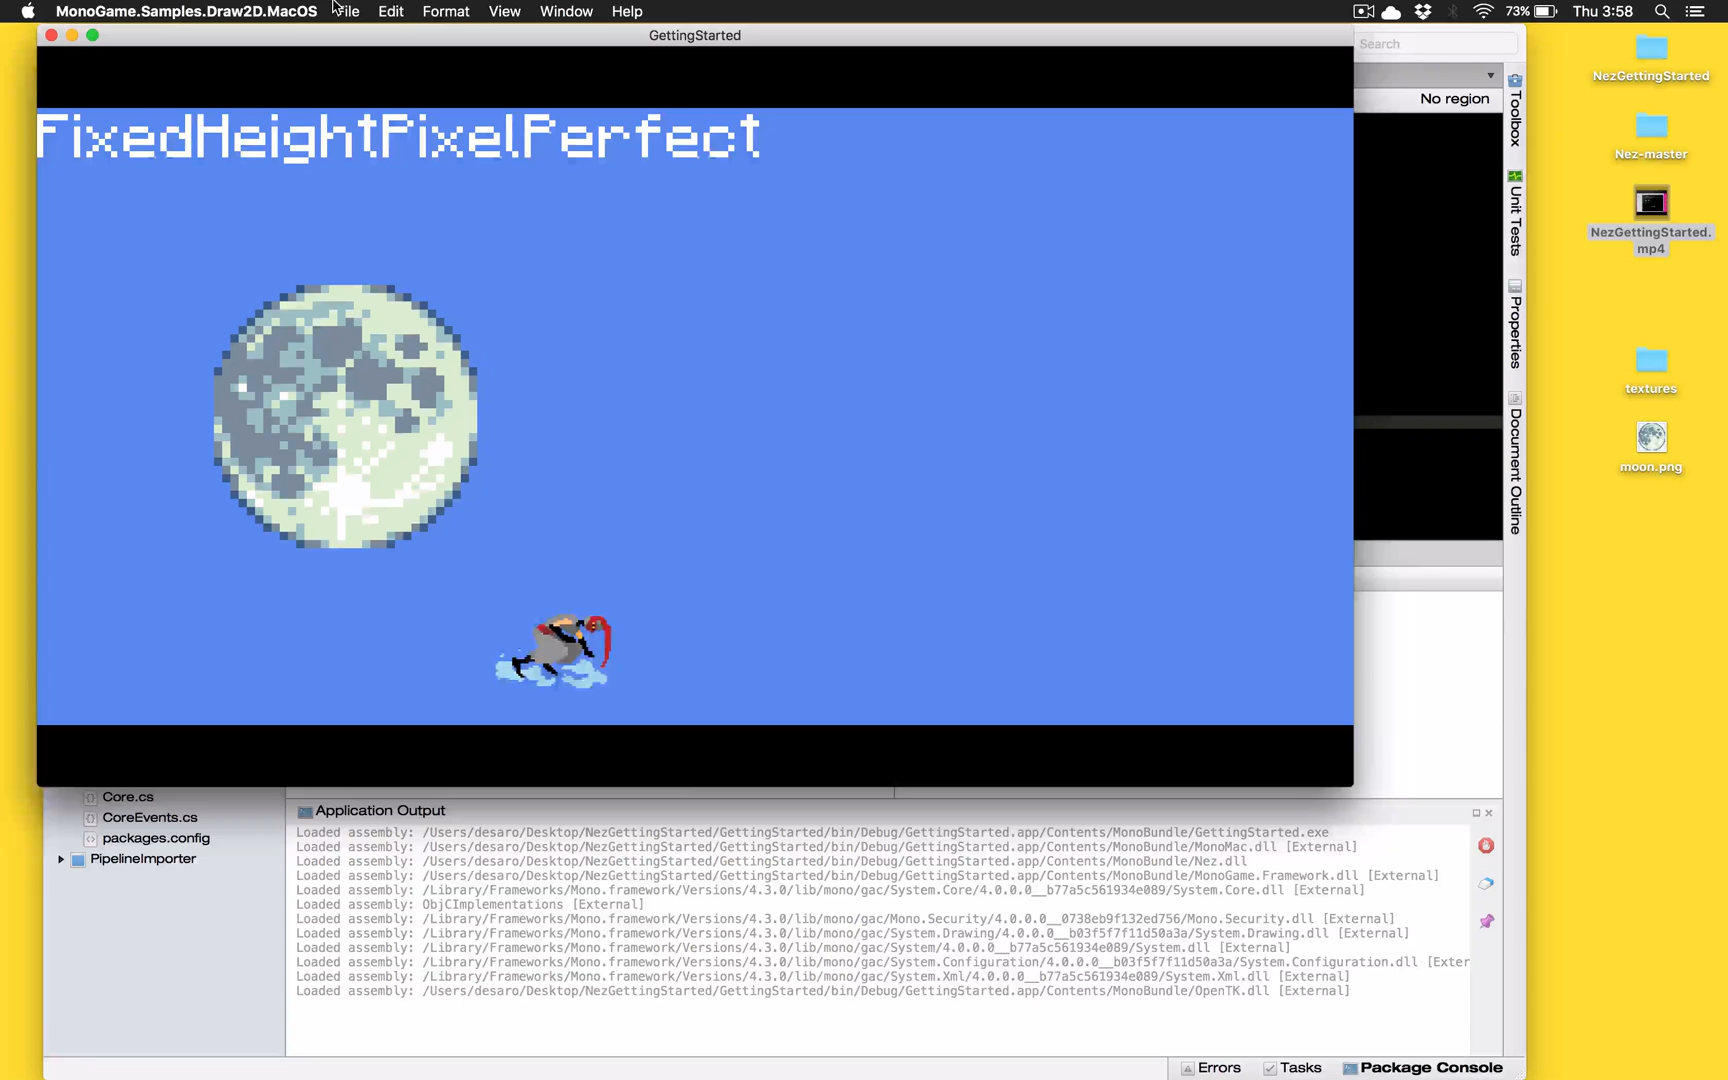 MonoGame.Samples.Draw2D.MacOS File Edit Format View Window Help 73% Thu 3:58
GettingStarted
Search
No region
FixedHeightPixelPerfect
Toolbox
Unit Tests
Properties
Document Outline
NezGettingStarted
Nez-master
NezGettingStarted.
mp4
textures
moon.png
Core.cs
CoreEvents.cs
packages.config
PipelineImporter
Application Output
Loaded assembly: /Users/desaro/Desktop/NezGettingStarted/GettingStarted/bin/Debug/GettingStarted.app/Contents/MonoBundle/GettingStarted.exe
Loaded assembly: /Users/desaro/Desktop/NezGettingStarted/GettingStarted/bin/Debug/GettingStarted.app/Contents/MonoBundle/MonoMac.dll [External]
Loaded assembly: /Users/desaro/Desktop/NezGettingStarted/GettingStarted/bin/Debug/GettingStarted.app/Contents/MonoBundle/Nez.dll
Loaded assembly: /Users/desaro/Desktop/NezGettingStarted/GettingStarted/bin/Debug/GettingStarted.app/Contents/MonoBundle/MonoGame.Framework.dll [External]
Loaded assembly: /Library/Frameworks/Mono.framework/Versions/4.3.0/lib/mono/gac/System.Core/4.0.0.0__b77a5c561934e089/System.Core.dll [External]
Loaded assembly: ObjCImplementations [External]
Loaded assembly: /Library/Frameworks/Mono.framework/Versions/4.3.0/lib/mono/gac/Mono.Security/4.0.0.0__0738eb9f132ed756/Mono.Security.dll [External]
Loaded assembly: /Library/Frameworks/Mono.framework/Versions/4.3.0/lib/mono/gac/System.Drawing/4.0.0.0__b03f5f7f11d50a3a/System.Drawing.dll [External]
Loaded assembly: /Library/Frameworks/Mono.framework/Versions/4.3.0/lib/mono/gac/System/4.0.0.0__b77a5c561934e089/System.dll [External]
Loaded assembly: /Library/Frameworks/Mono.framework/Versions/4.3.0/lib/mono/gac/System.Configuration/4.0.0.0__b03f5f7f11d50a3a/System.Configuration.dll [Exter
Loaded assembly: /Library/Frameworks/Mono.framework/Versions/4.3.0/lib/mono/gac/System.Xml/4.0.0.0__b77a5c561934e089/System.Xml.dll [External]
Loaded assembly: /Users/desaro/Desktop/NezGettingStarted/GettingStarted/bin/Debug/GettingStarted.app/Contents/MonoBundle/OpenTK.dll [External]
Errors Tasks Package Console